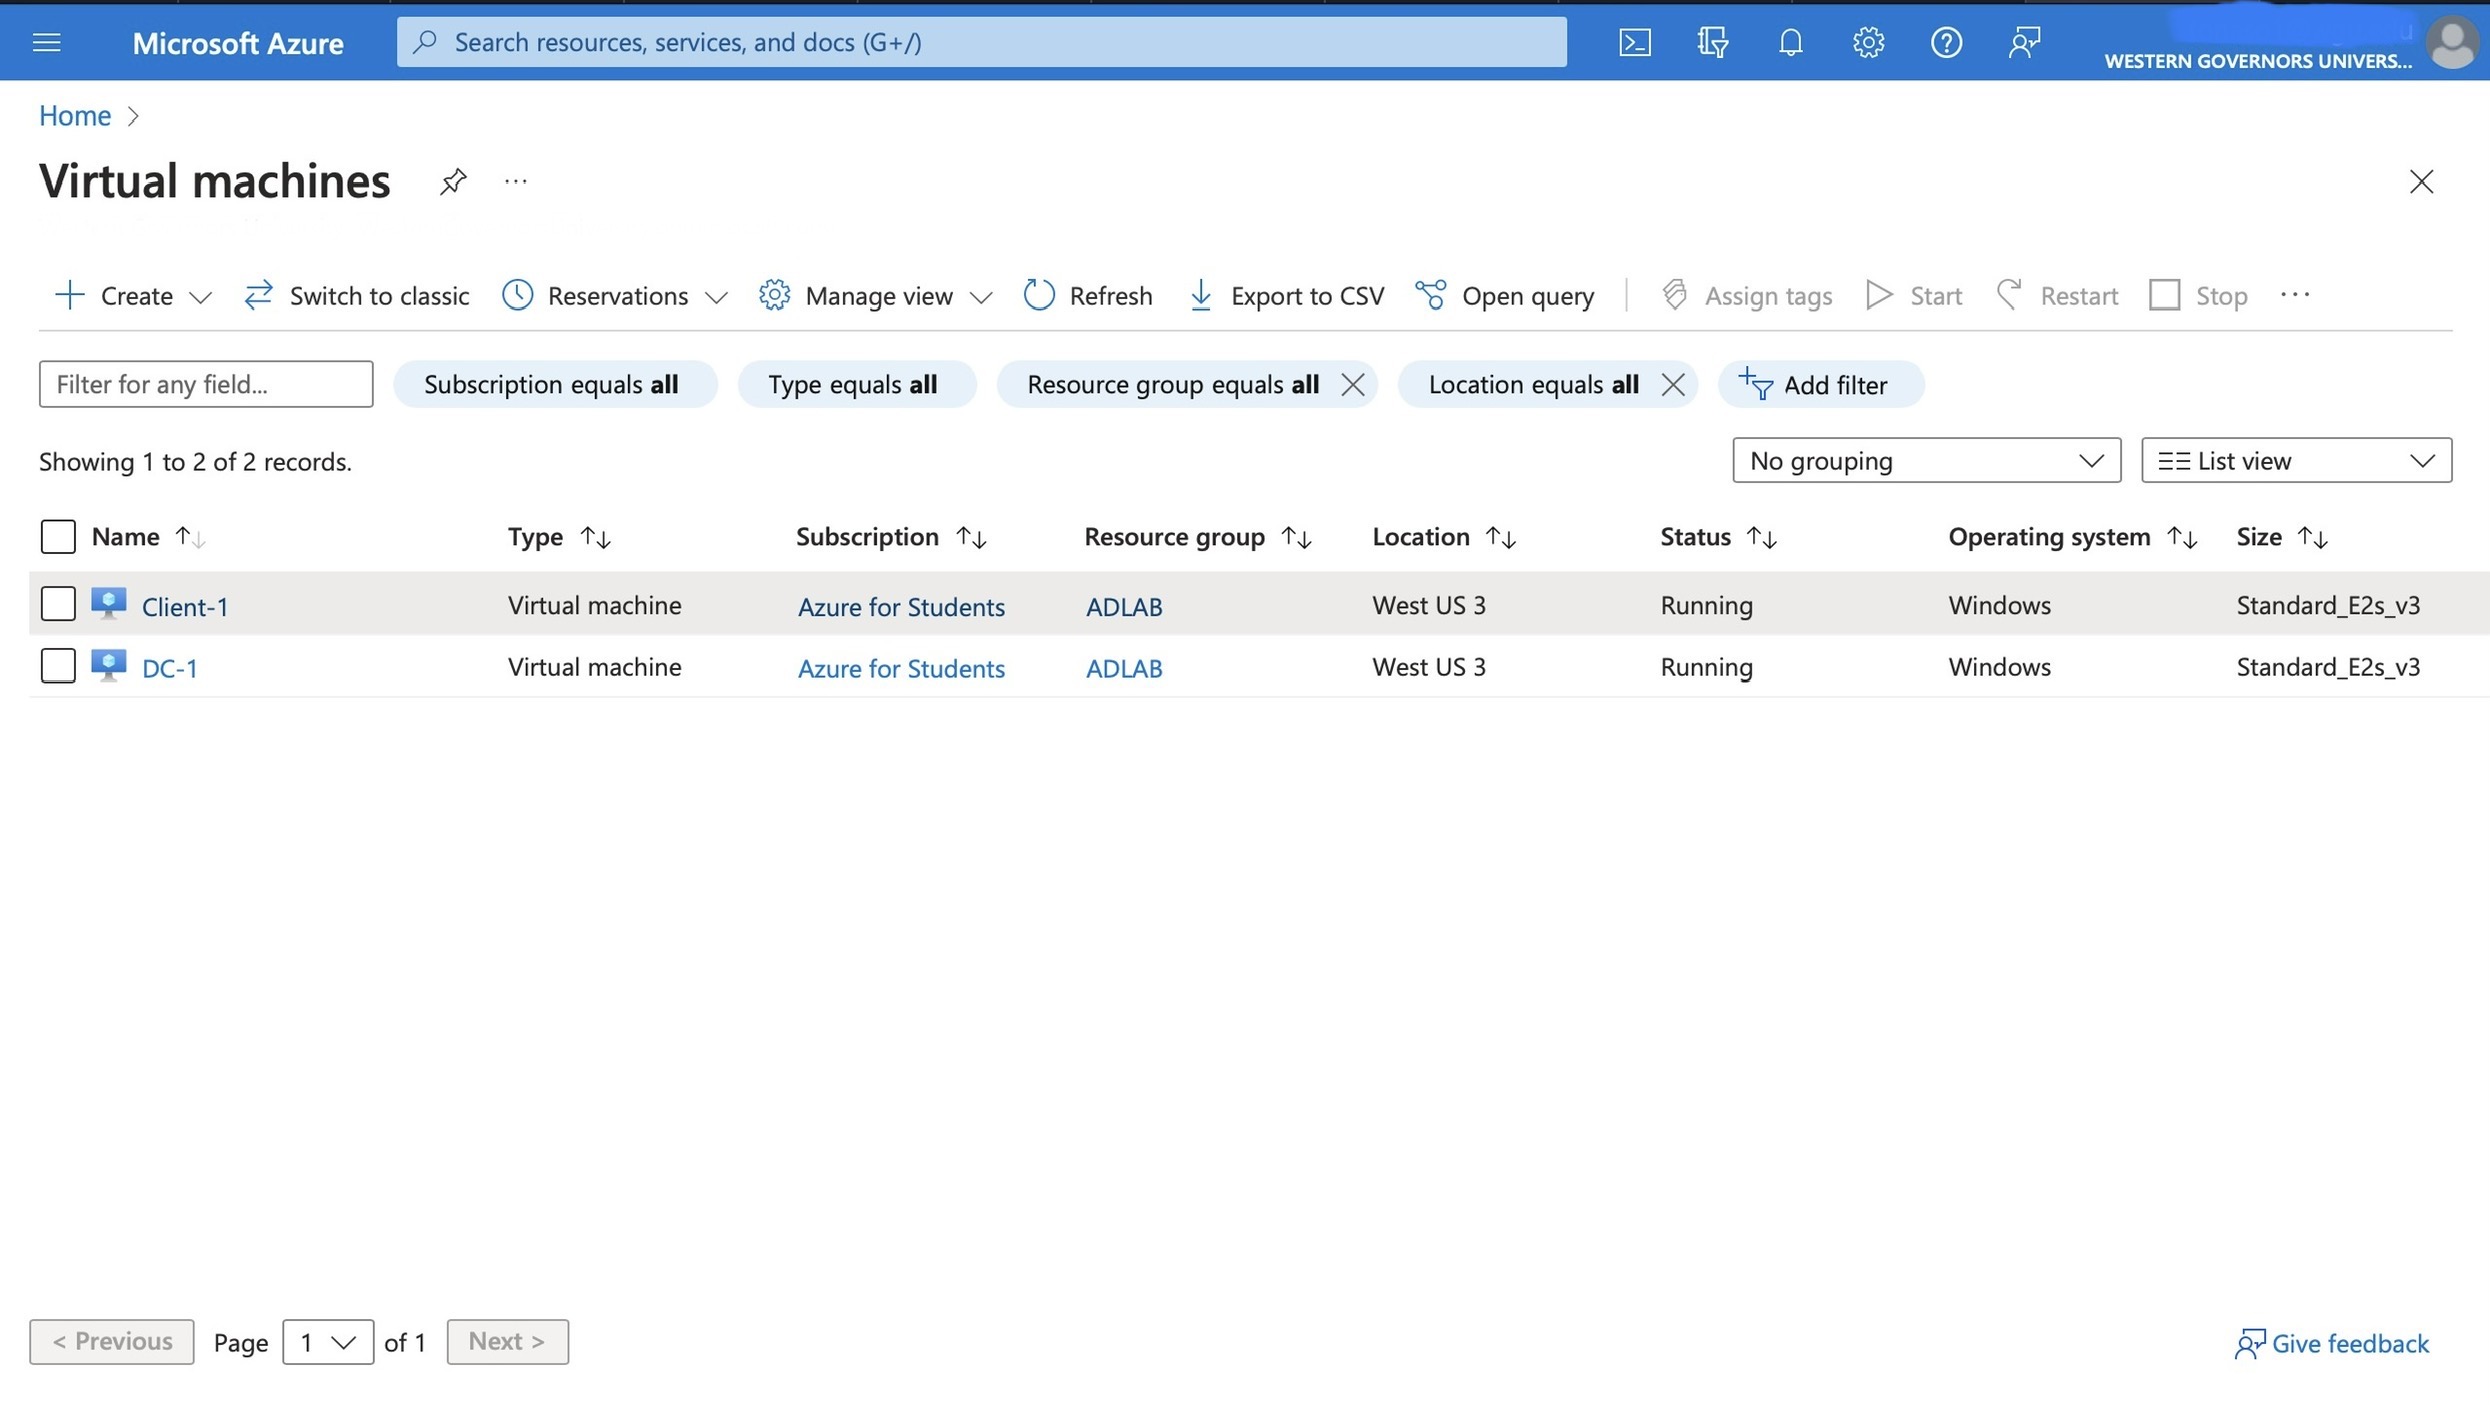 Microsoft Azure
Search resources, services, and docs (G+/)
WESTERN GOVERNORS UNIVERS...
Home
Virtual machines
Create
Switch to classic
Reservations
Manage view
Refresh
Export to CSV
Open query
Assign tags
Start
Restart
Stop
Filter for any field...
Subscription equals all
Type equals all
Resource group equals all
Location equals all
Add filter
Showing 1 to 2 of 2 records.
No grouping
List view
Name Type Subscription Resource group Location Status Operating system Size
Client-1 Virtual machine Azure for Students ADLAB West US 3 Running Windows Standard_E2s_v3
DC-1 Virtual machine Azure for Students ADLAB West US 3 Running Windows Standard_E2s_v3
< Previous Page 1 of 1 Next >
Give feedback